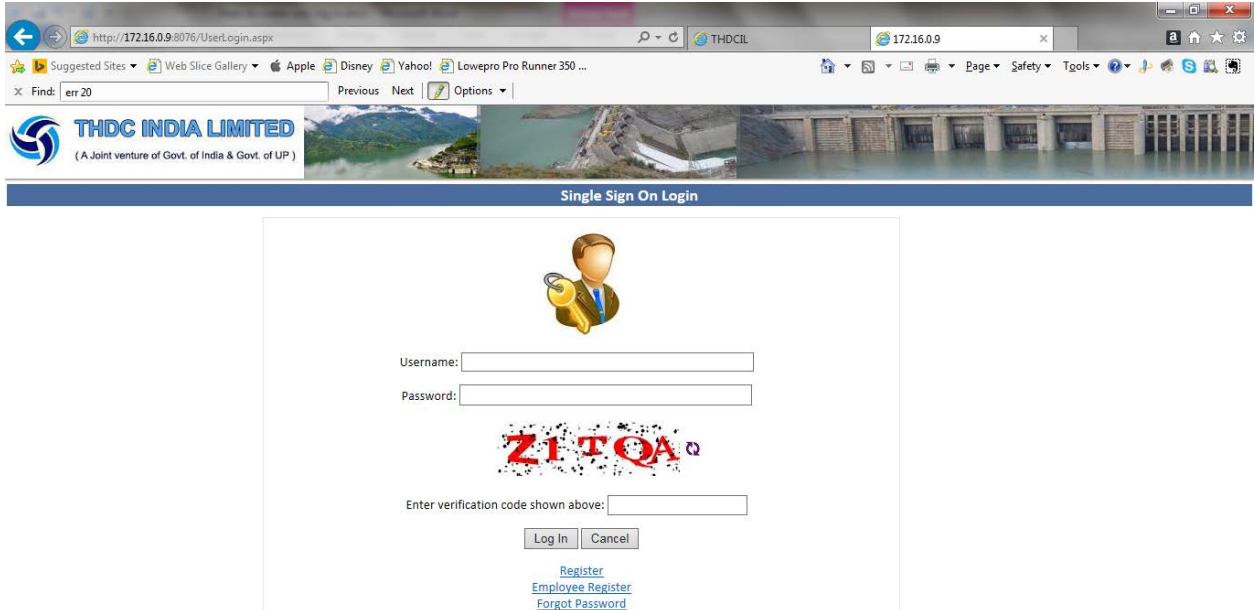 http://172.16.0.9:8076/UserLogin.aspx
THDCIL
172.16.0.9
Suggested Sites
Web Slice Gallery
Apple
Disney
Yahoo!
Lowepro Pro Runner 350 ...
Page
Safety
Tools
x Find: err 20
Previous
Next
Options
THDC INDIA LIMITED
( A Joint venture of Govt. of India & Govt. of UP )
Single Sign On Login
Username:
Password:
Z1TQA
Enter verification code shown above:
Log In
Cancel
Register
Employee Register
Forgot Password